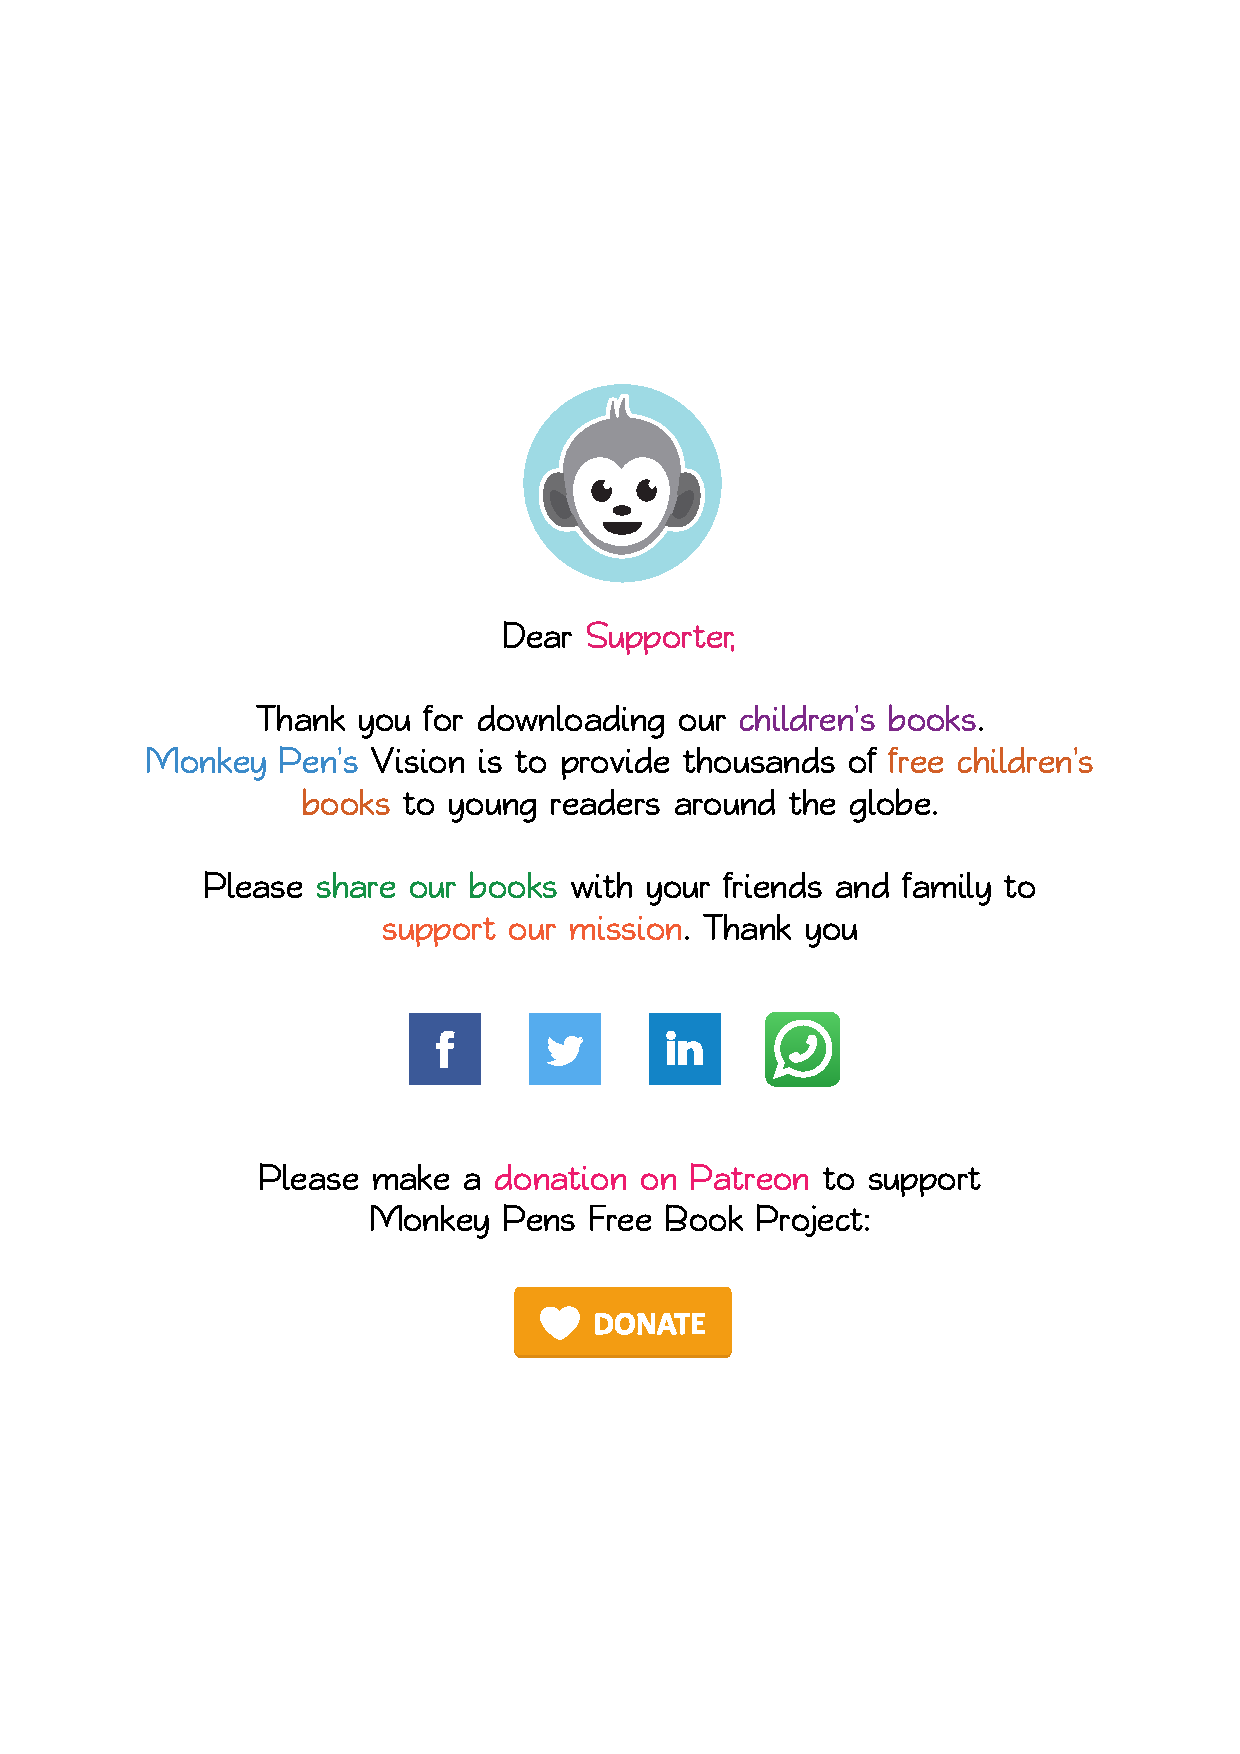 Dear Supporter,
Thank you for downloading our children's books.
Monkey Pen's Vision is to provide thousands of free children's
books to young readers around the globe.
Please share our books with your friends and family to
support our mission. Thank you
f
in
Please make a donation on Patreon to support
Monkey Pens Free Book Project:
DONATE